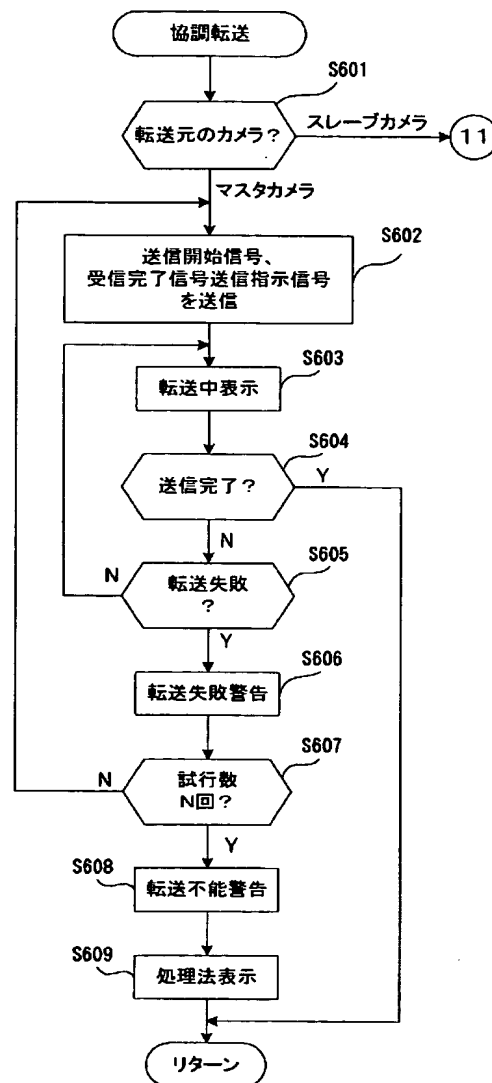 協調転送
S601
転送元のカメラ?
スレーブカメラ
11
マスタカメラ
S602
送信開始信号、
受信完了信号送信指示信号
を送信
S603
転送中表示
S604
送信完了?
Y
N
S605
転送失敗
?
N
Y
S606
転送失敗警告
S607
試行数
N回?
N
Y
S608
転送不能警告
S609
処理法表示
リターン